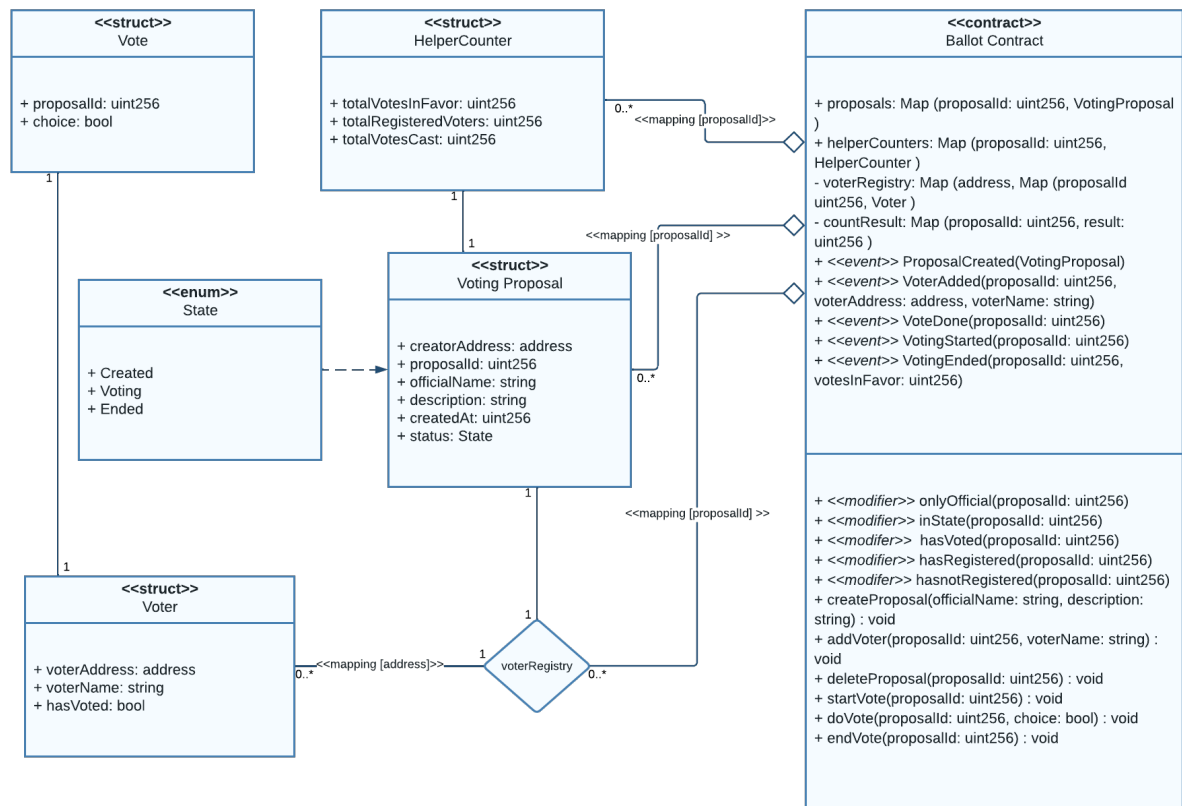 <<struct>>
Vote
+ proposalId: uint256
+ choice: bool
1
<<struct>>
HelperCounter
+ totalVotesInFavor: uint256
+ totalRegisteredVoters: uint256
+ totalVotesCast: uint256
0..*
<<mapping [proposalId]>>
1
1
<<contract>>
Ballot Contract
+ proposals: Map (proposalId: uint256, VotingProposal
)
+ helperCounters: Map (proposalId: uint256,
HelperCounter )
- voterRegistry: Map (address, Map (proposalId
uint256, Voter )
- countResult: Map (proposalId: uint256, result:
uint256 )
+ <<event>> ProposalCreated(VotingProposal)
+ <<event>> VoterAdded(proposalId: uint256,
voterAddress: address, voterName: string)
+ <<event>> VoteDone(proposalId: uint256)
+ <<event>> VotingStarted(proposalId: uint256)
+ <<event>> VotingEnded(proposalId: uint256,
votesInFavor: uint256)
+ <<modifier>> onlyOfficial(proposalId: uint256)
+ <<modifier>> inState(proposalId: uint256)
+ <<modifer>> hasVoted(proposalId: uint256)
+ <<modifier>> hasRegistered(proposalId: uint256)
+ <<modifer>> hasnotRegistered(proposalId: uint256)
+ createProposal(officialName: string, description:
string) : void
+ addVoter(proposalId: uint256, voterName: string) :
void
+ deleteProposal(proposalId: uint256) : void
+ startVote(proposalId: uint256) : void
+ doVote(proposalId: uint256, choice: bool) : void
+ endVote(proposalId: uint256) : void
<<mapping [proposalId] >>
<<struct>>
Voting Proposal
+ creatorAddress: address
+ proposalId: uint256
+ officialName: string
+ description: string
+ createdAt: uint256
+ status: State
0..*
1
<<enum>>
State
+ Created
+ Voting
+ Ended
<<mapping [proposalId] >>
1
<<struct>>
Voter
+ voterAddress: address
+ voterName: string
+ hasVoted: bool
0..*
<<mapping [address]>>
1
1
voterRegistry
0..*